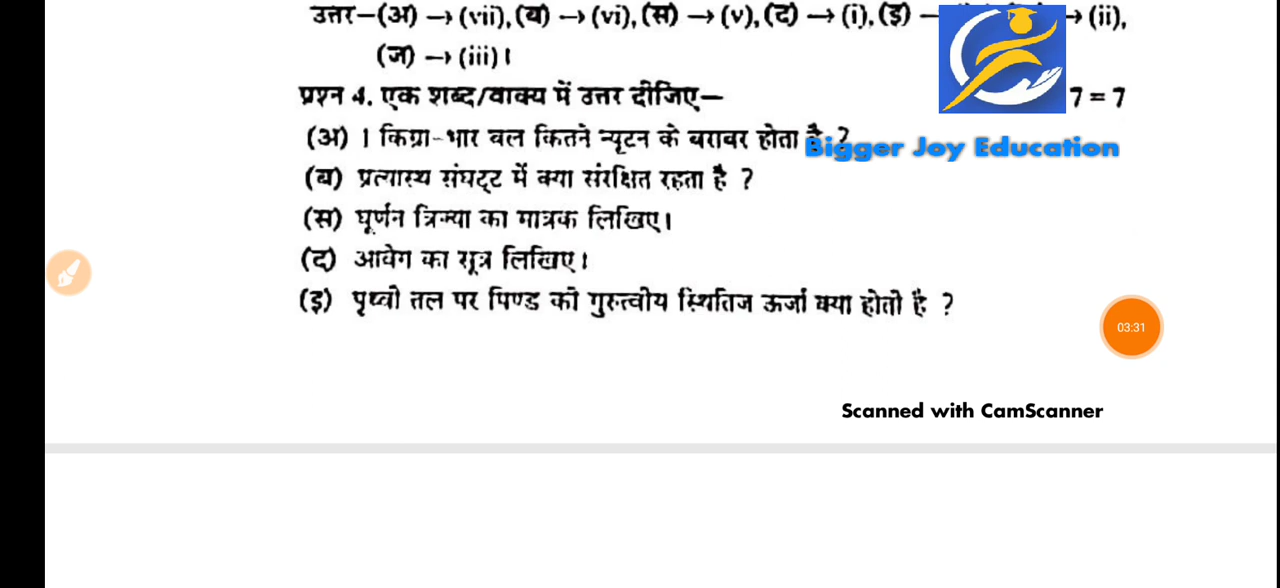 उत्तर–(अ) → (vii), (ब) → (vi), (स) → (v), (द) → (i), (इ) – → (ii),
(ज) → (iii)।
प्रश्न 4. एक शब्द/वाक्य में उत्तर दीजिए– 7 = 7
(अ) 1 किग्रा-भार बल कितने न्यूटन के बराबर होता है ?
Bigger Joy Education
(ब) प्रत्यास्थ संघट्ट में क्या संरक्षित रहता है ?
(स) घूर्णन त्रिज्या का मात्रक लिखिए।
(द) आवेग का सूत्र लिखिए।
(इ) पृथ्वी तल पर पिण्ड की गुरुत्वीय स्थितिज ऊर्जा क्या होती है ?
03:31
Scanned with CamScanner